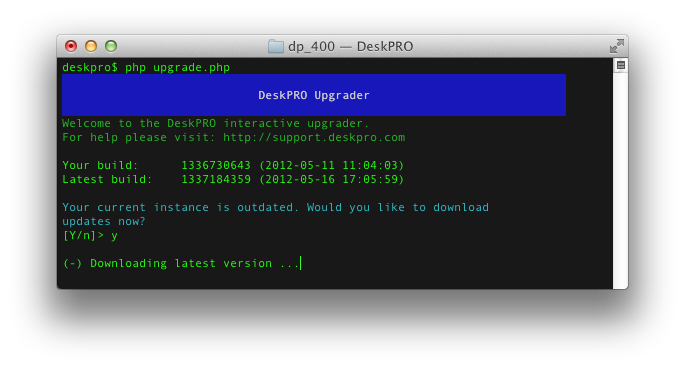 dp_400 — DeskPRO
deskpro$ php upgrade.php
DeskPRO Upgrader
Welcome to the DeskPRO interactive upgrader.
For help please visit: http://support.deskpro.com
Your build:      1336730643 (2012-05-11 11:04:03)
Latest build:    1337184359 (2012-05-16 17:05:59)
Your current instance is outdated. Would you like to download
updates now?
[Y/n]> y
(-) Downloading latest version ...